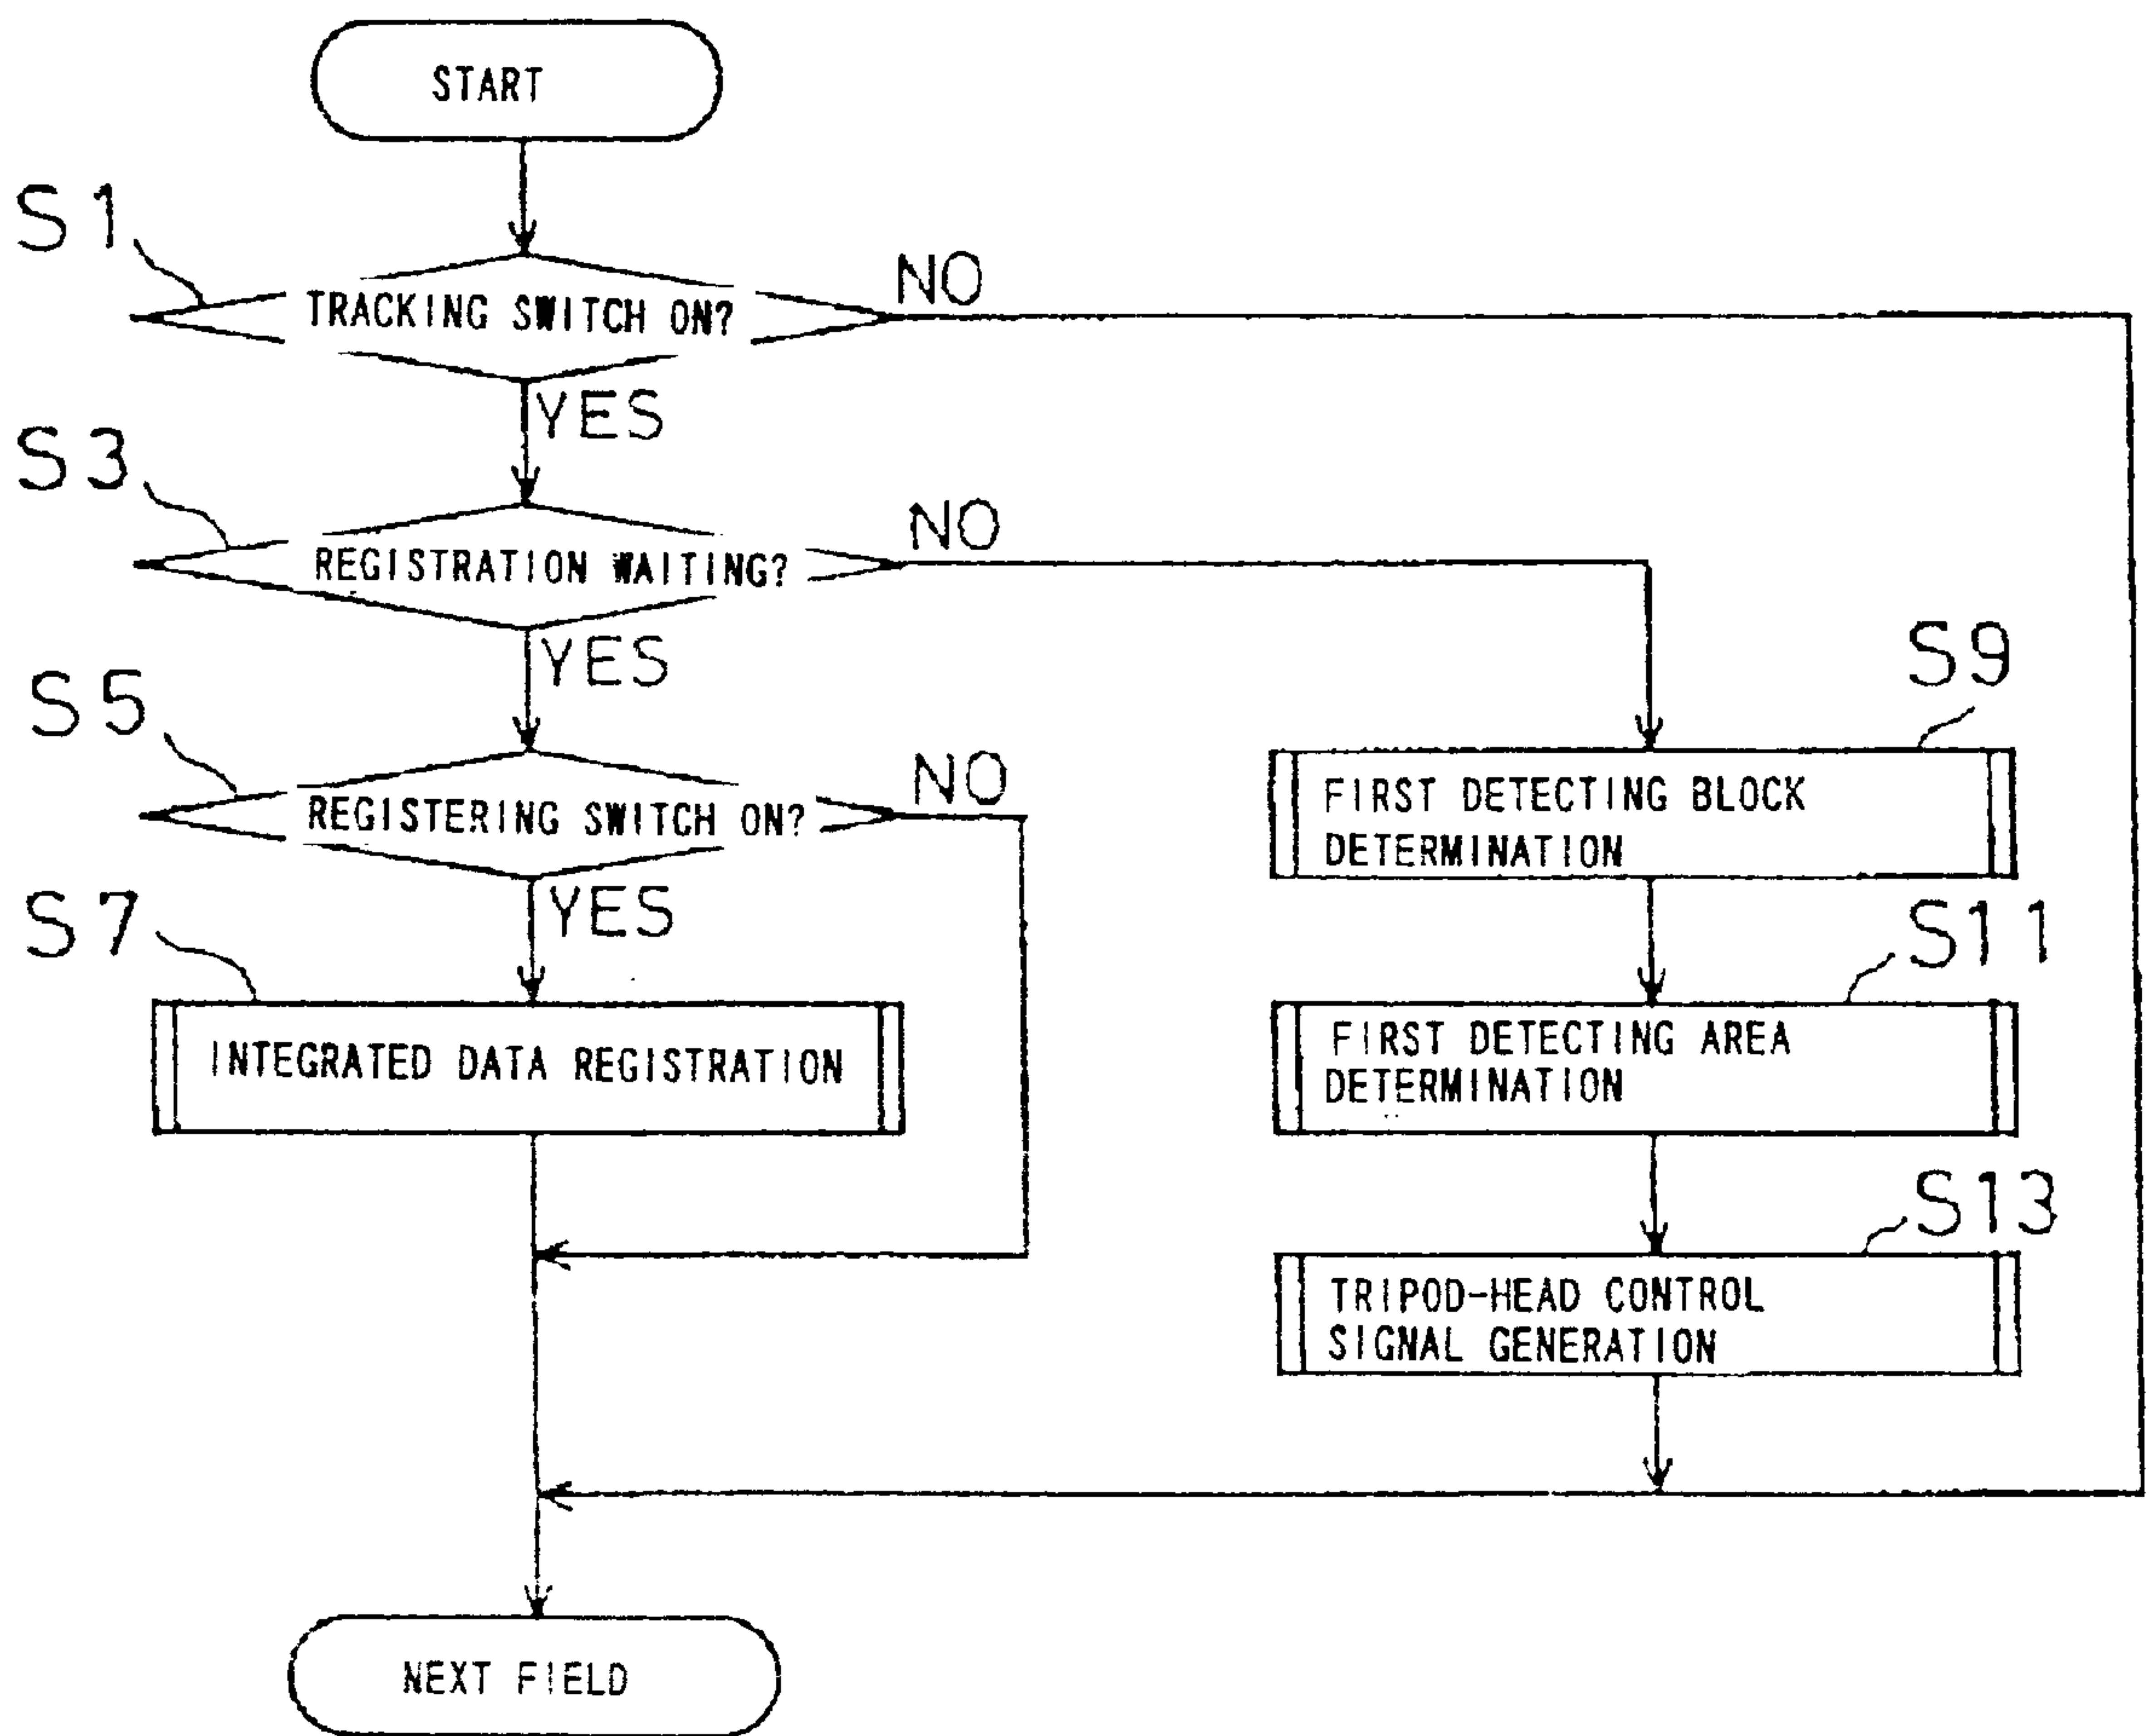 START
S1
TRACKING SWITCH ON?
NO
YES
S3
REGISTRATION WAITING?
NO
YES
S5
REGISTERING SWITCH ON?
NO
YES
S7
INTEGRATED DATA REGISTRATION
S9
FIRST DETECTING BLOCK
DETERMINATION
S11
FIRST DETECTING AREA
DETERMINATION
S13
TRIPOD-HEAD CONTROL
SIGNAL GENERATION
NEXT FIELD